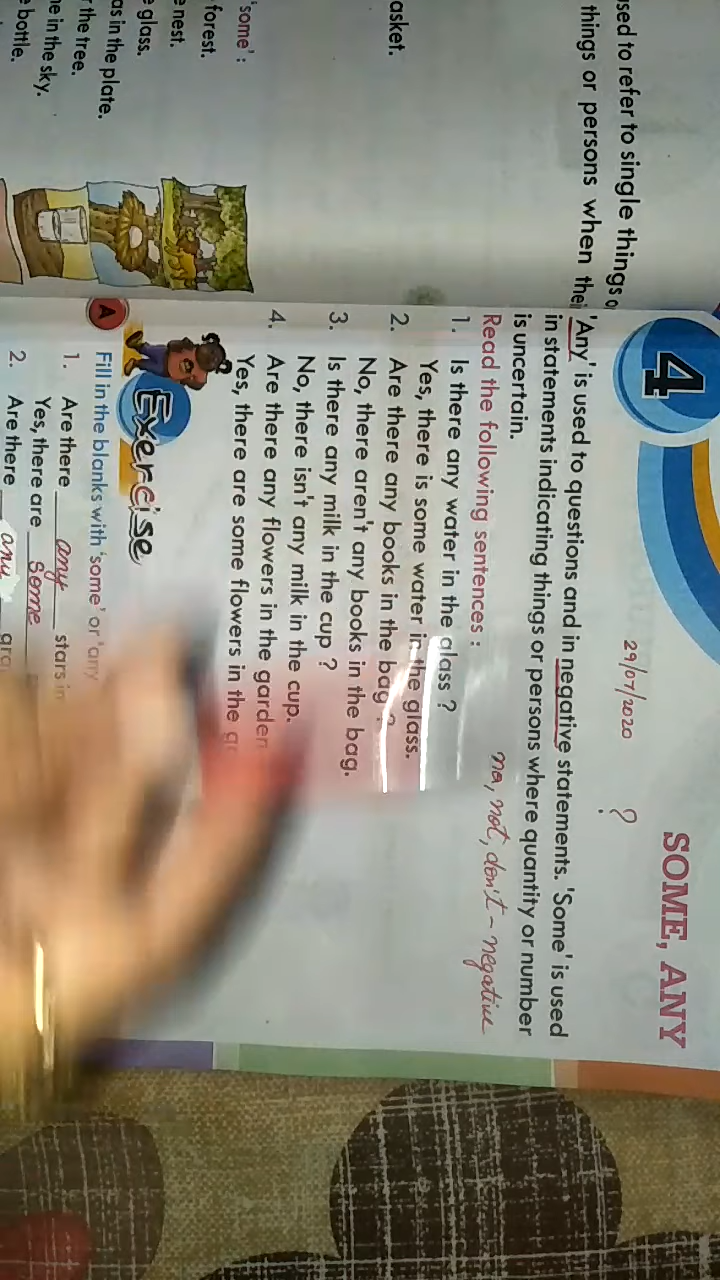 sed to refer to single things
things or persons when
asket.
'some' :
forest.
nest.
glass.
as in the plate.
the tree.
in the sky.
bottle.
4
29/07/2020
?
SOME, ANY
'Any' is used to questions and in negative statements. 'Some' is used
in statements indicating things or persons where quantity or number
is uncertain.
no, not, don't - negative
Read the following sentences :
1. Is there any water in the glass ?
Yes, there is some water in the glass.
2. Are there any books in the bag ?
No, there aren't any books in the bag.
3. Is there any milk in the cup ?
No, there isn't any milk in the cup.
4. Are there any flowers in the garden
Yes, there are some flowers in the
Exercise
A Fill in the blanks with 'some' or 'any
1. Are there any stars in
Yes, there are some
2. Are there any